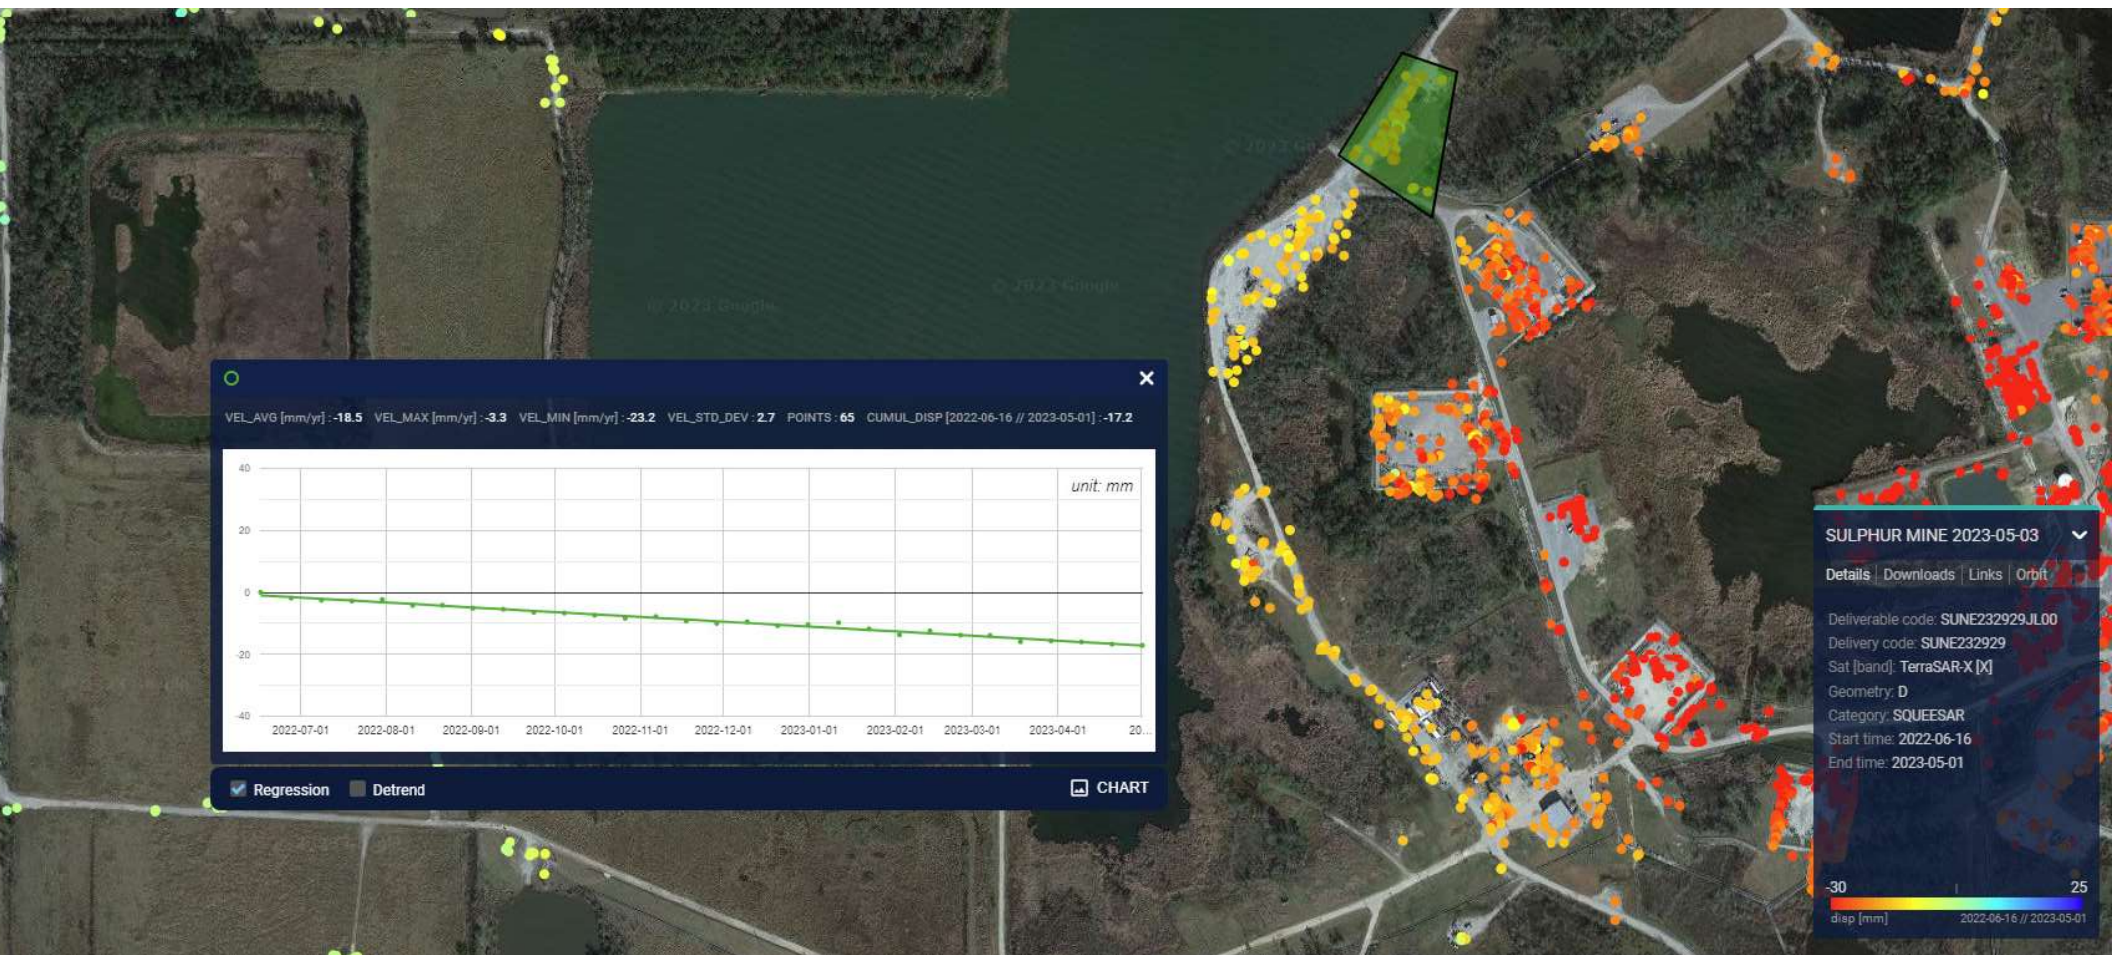 © 2023 Google
© 2023 Google
VEL_AVG [mm/yr] : -18.5 VEL_MAX [mm/yr] : -3.3 VEL_MIN [mm/yr] : -23.2 VEL_STD_DEV : 2.7 POINTS : 65 CUMUL_DISP [2022-06-16 // 2023-05-01] : -17.2
unit: mm
40
20
0
-20
-40
2022-07-01 2022-08-01 2022-09-01 2022-10-01 2022-11-01 2022-12-01 2023-01-01 2023-02-01 2023-03-01 2023-04-01 20...
Regression Detrend CHART
SULPHUR MINE 2023-05-03
Details Downloads Links Orbit
Deliverable code: SUNE232929JL00
Delivery code: SUNE232929
Sat [band]: TerraSAR-X [X]
Geometry: D
Category: SQUEESAR
Start time: 2022-06-16
End time: 2023-05-01
-30 25
disp [mm] 2022-06-16 // 2023-05-01